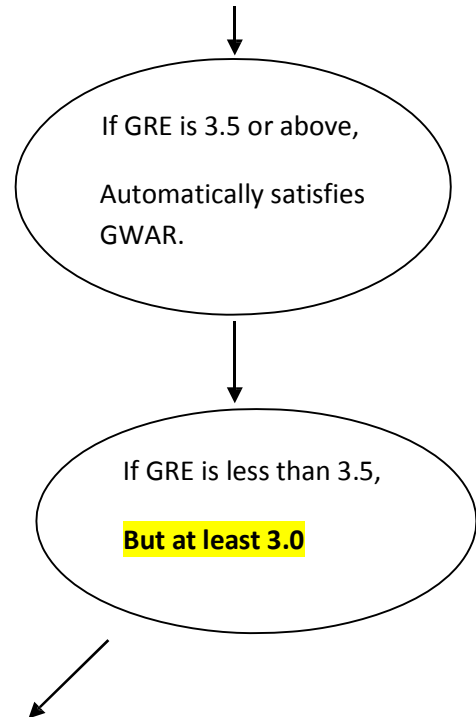 If GRE is 3.5 or above,
Automatically satisfies
GWAR.
If GRE is less than 3.5,
But at least 3.0